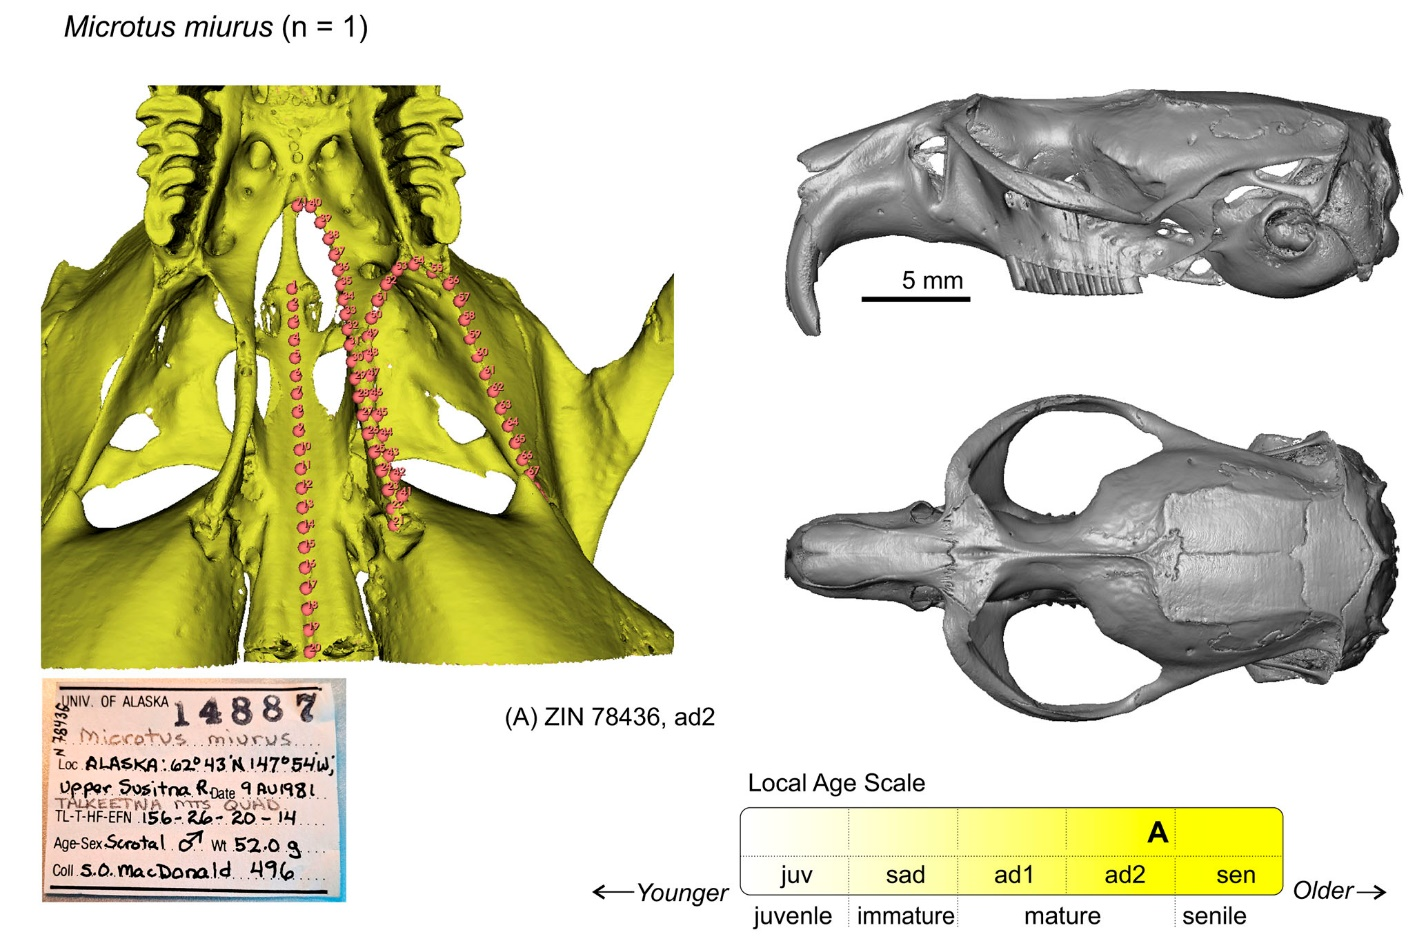 Microtus miurus (n = 1)
5 mm
UNIV. OF ALASKA 14887
N 78436
Microtus miurus
Loc ALASKA: 62°43'N 147°54'W;
Upper Susitna R. Date 9 AU 1981
TALKEETNA MTS QUAD.
TL-T-HF-EFN 156-26-20-14
Age-Sex Scrotal ♂ Wt 52.0 g
Coll S.O. MacDonald 496
(A) ZIN 78436, ad2
Local Age Scale
A
juv sad ad1 ad2 sen
←Younger Older→
juvenle immature mature senile